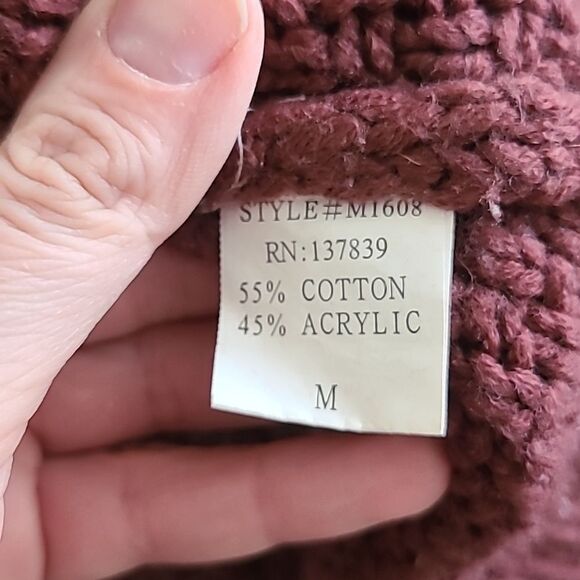 STYLE#M1608
RN:137839
55% COTTON
45% ACRYLIC
M